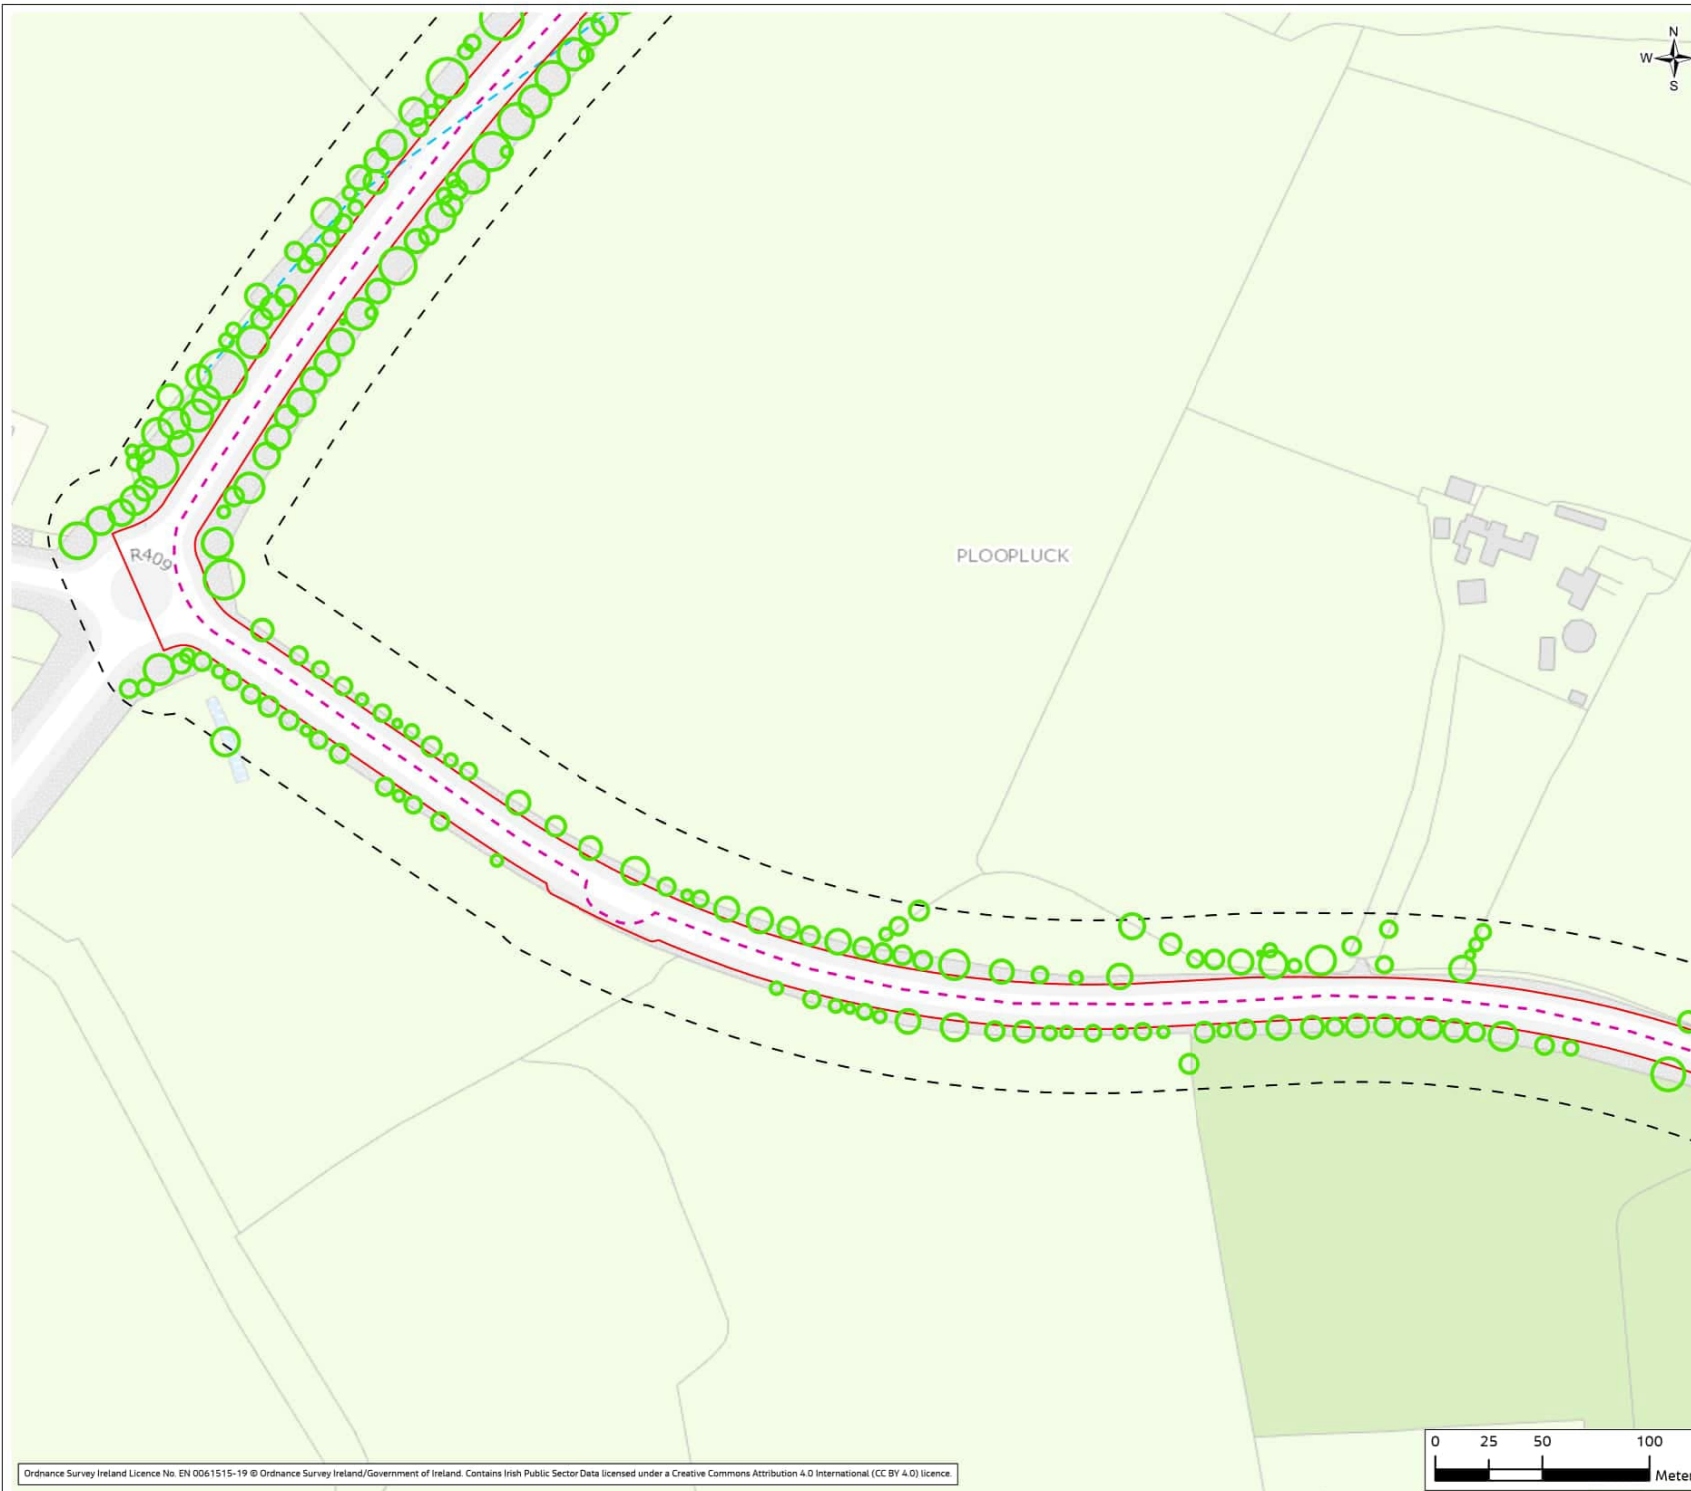 N
W
S
R409
PLOOPLUCK
0 25 50 100
Ordnance Survey Ireland Licence No. EN 0061515-19 © Ordnance Survey Ireland/Government of Ireland. Contains Irish Public Sector Data licensed under a Creative Commons Attribution 4.0 International (CC BY 4.0) licence.